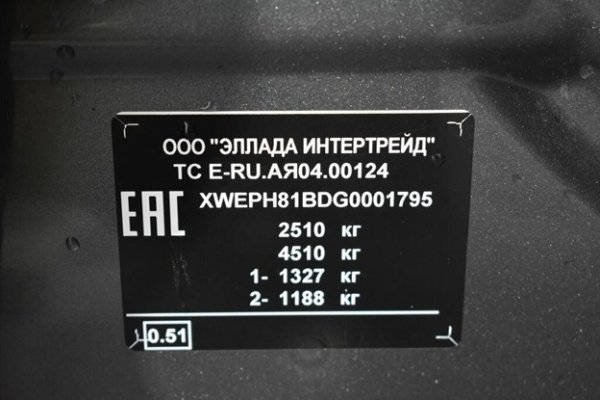 ООО "ЭЛЛАДА ИНТЕРТРЕЙД"
ТС E-RU.АЯ04.00124
EAC
XWEPH81BDG0001795
2510 кг
4510 кг
1- 1327 кг
2- 1188 кг
0.51